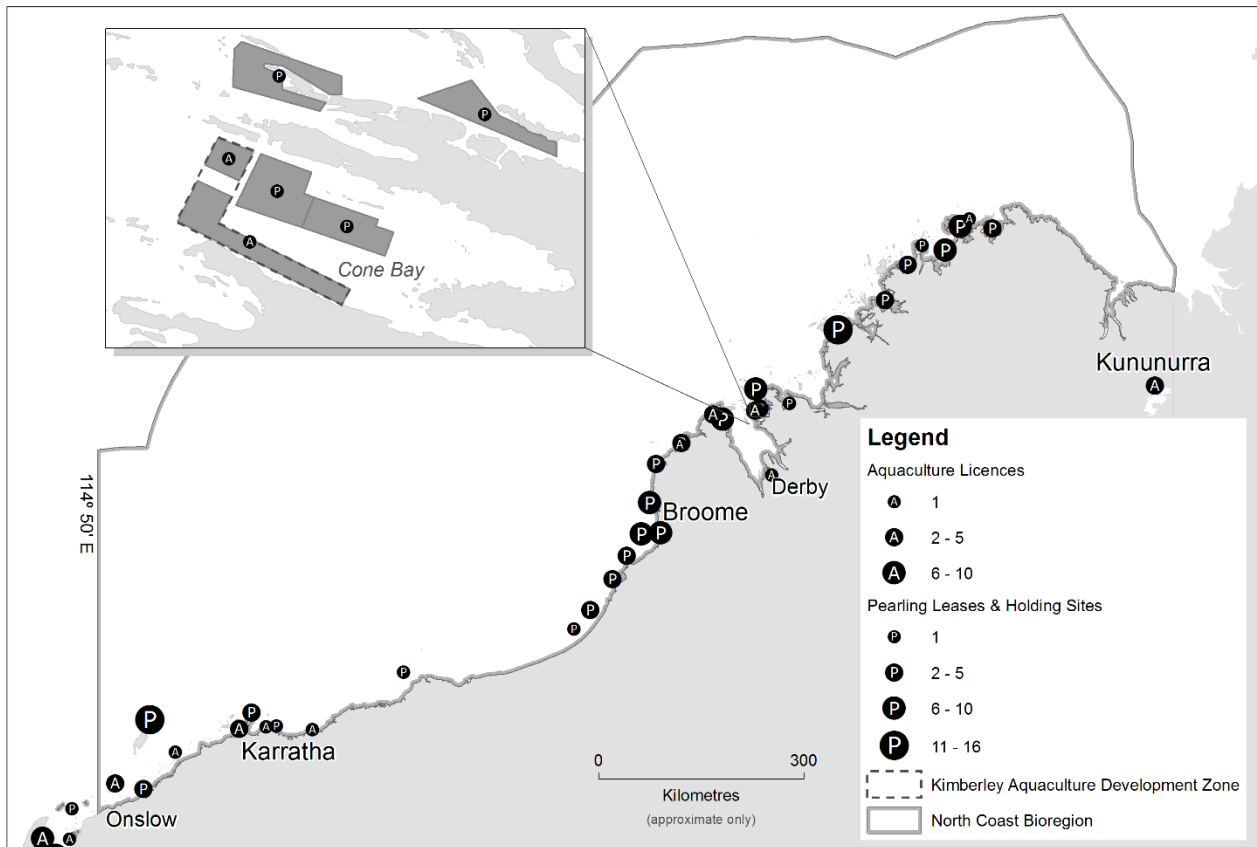 P
P
A
P
P
A
Cone Bay
A
P
P
P
P
P
P
P
Kununurra
A
P
P
A
A
P
A
P
A
Derby
P
Broome
P
P
P
P
P
P
P
114° 50' E
P
P
A
A
P
A
Karratha
A
A
P
P
Onslow
A
A
0
300
Kilometres
(approximate only)
Legend
Aquaculture Licences
A 1
A 2 - 5
A 6 - 10
Pearling Leases & Holding Sites
P 1
P 2 - 5
P 6 - 10
P 11 - 16
Kimberley Aquaculture Development Zone
North Coast Bioregion